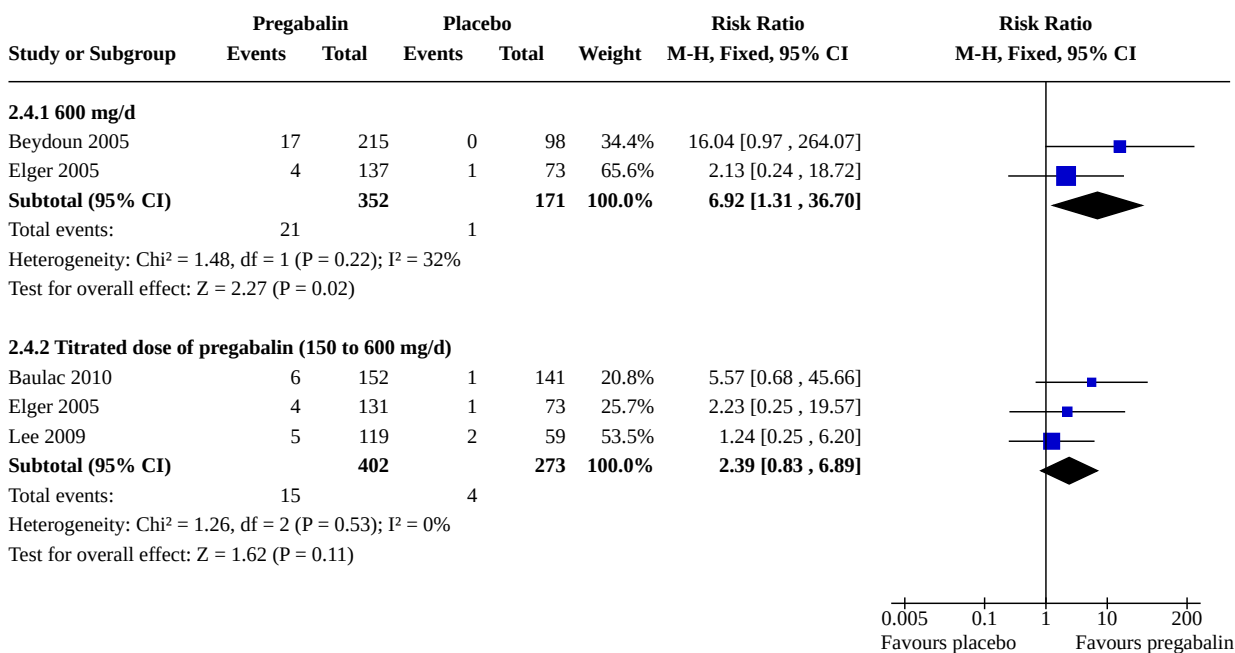 Pregabalin Placebo Risk Ratio Risk Ratio
Study or Subgroup Events Total Events Total Weight M-H, Fixed, 95% CI M-H, Fixed, 95% CI
2.4.1 600 mg/d
Beydoun 2005 17 215 0 98 34.4% 16.04 [0.97 , 264.07]
Elger 2005 4 137 1 73 65.6% 2.13 [0.24 , 18.72]
Subtotal (95% CI) 352 171 100.0% 6.92 [1.31 , 36.70]
Total events: 21 1
Heterogeneity: Chi² = 1.48, df = 1 (P = 0.22); I² = 32%
Test for overall effect: Z = 2.27 (P = 0.02)
2.4.2 Titrated dose of pregabalin (150 to 600 mg/d)
Baulac 2010 6 152 1 141 20.8% 5.57 [0.68 , 45.66]
Elger 2005 4 131 1 73 25.7% 2.23 [0.25 , 19.57]
Lee 2009 5 119 2 59 53.5% 1.24 [0.25 , 6.20]
Subtotal (95% CI) 402 273 100.0% 2.39 [0.83 , 6.89]
Total events: 15 4
Heterogeneity: Chi² = 1.26, df = 2 (P = 0.53); I² = 0%
Test for overall effect: Z = 1.62 (P = 0.11)
0.005 0.1 1 10 200
Favours placebo Favours pregabalin